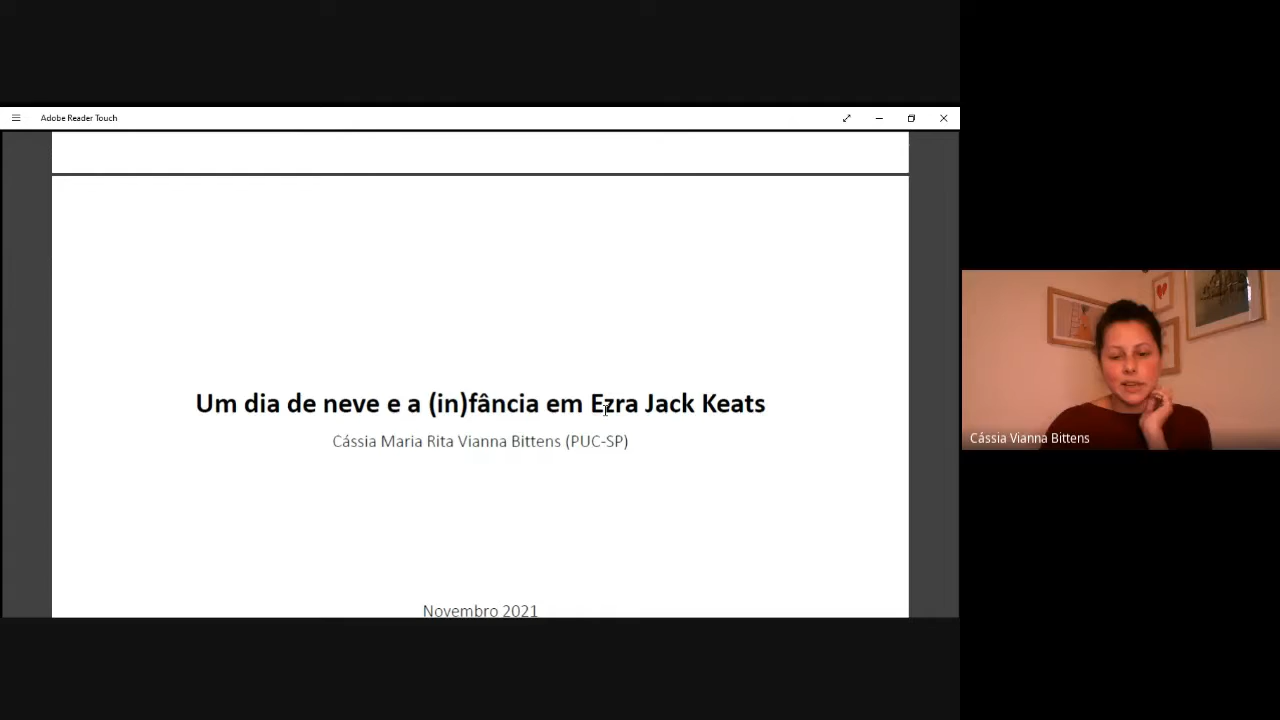 Adobe Reader Touch
Um dia de neve e a (in)fância em Ezra Jack Keats
Cássia Maria Rita Vianna Bittens (PUC-SP)
Novembro 2021
Cássia Vianna Bittens